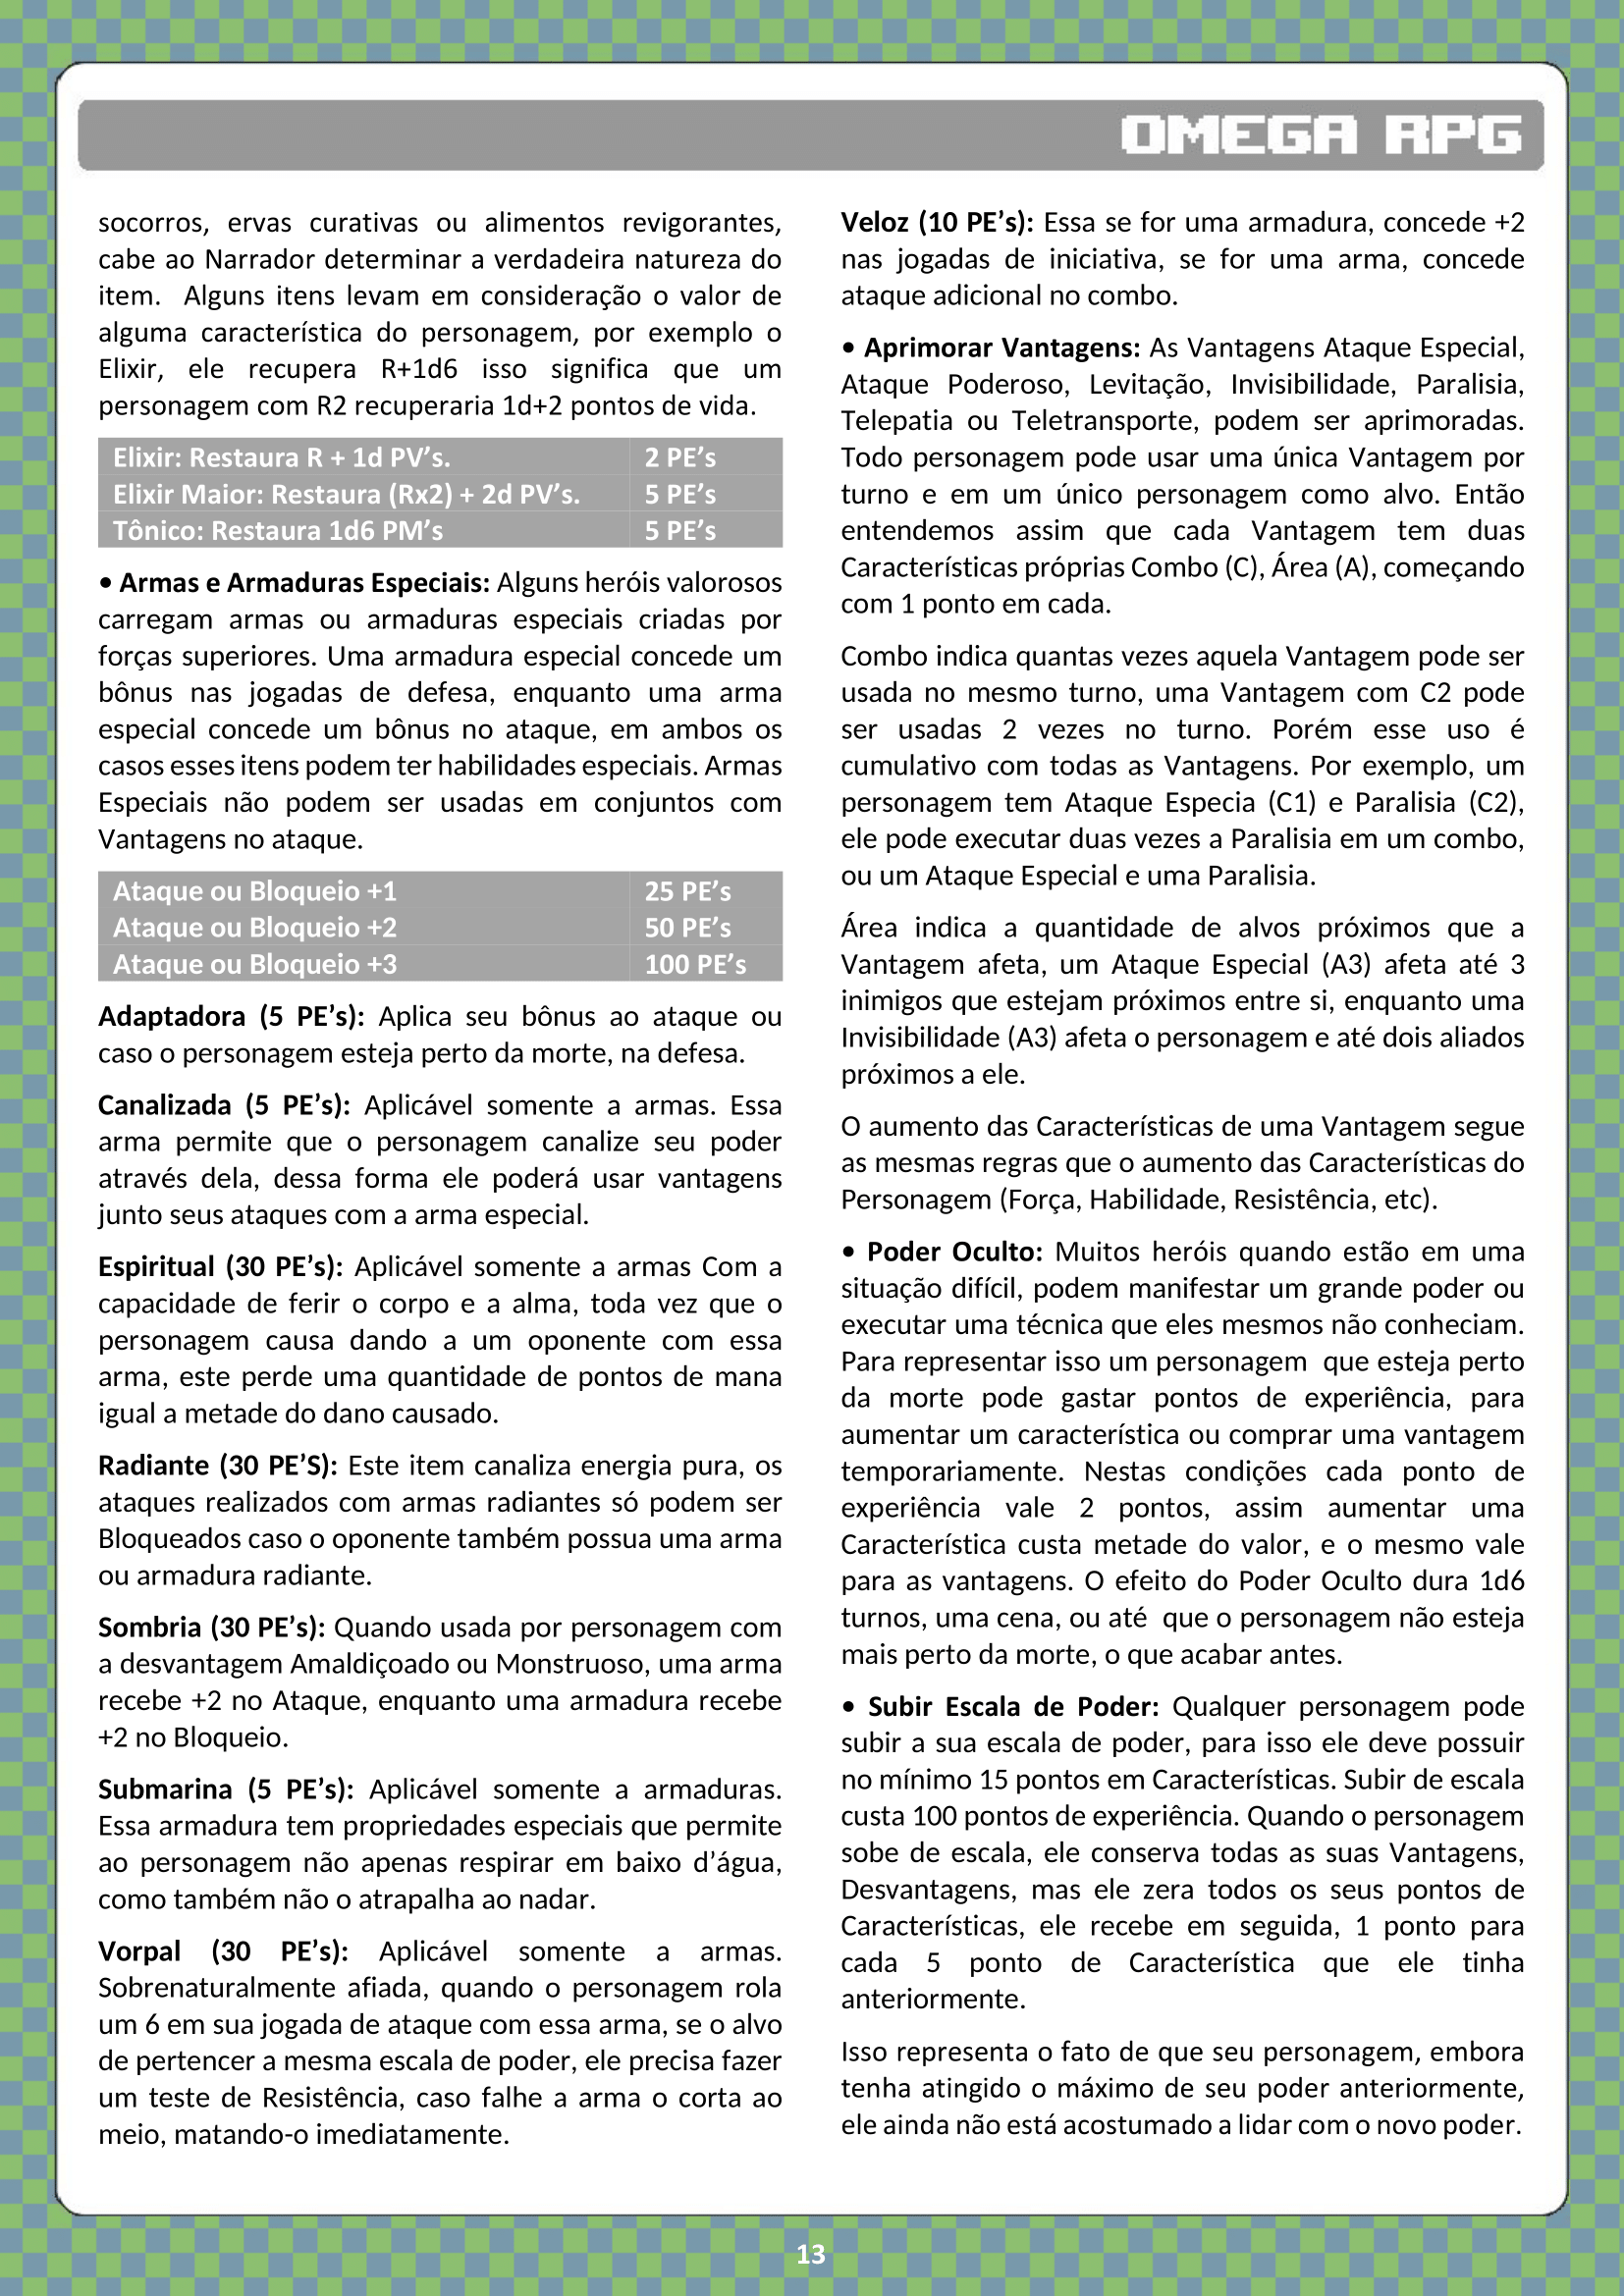 OMEGA RPG
socorros, ervas curativas ou alimentos revigorantes,
cabe ao Narrador determinar a verdadeira natureza do
item.  Alguns itens levam em consideração o valor de
alguma característica do personagem, por exemplo o
Elixir, ele recupera R+1d6 isso significa que um
personagem com R2 recuperaria 1d+2 pontos de vida.
Elixir: Restaura R + 1d PV’s. 2 PE’s
Elixir Maior: Restaura (Rx2) + 2d PV’s. 5 PE’s
Tônico: Restaura 1d6 PM’s 5 PE’s
• Armas e Armaduras Especiais: Alguns heróis valorosos
carregam armas ou armaduras especiais criadas por
forças superiores. Uma armadura especial concede um
bônus nas jogadas de defesa, enquanto uma arma
especial concede um bônus no ataque, em ambos os
casos esses itens podem ter habilidades especiais. Armas
Especiais não podem ser usadas em conjuntos com
Vantagens no ataque.
Ataque ou Bloqueio +1 25 PE’s
Ataque ou Bloqueio +2 50 PE’s
Ataque ou Bloqueio +3 100 PE’s
Adaptadora (5 PE’s): Aplica seu bônus ao ataque ou
caso o personagem esteja perto da morte, na defesa.
Canalizada (5 PE’s): Aplicável somente a armas. Essa
arma permite que o personagem canalize seu poder
através dela, dessa forma ele poderá usar vantagens
junto seus ataques com a arma especial.
Espiritual (30 PE’s): Aplicável somente a armas Com a
capacidade de ferir o corpo e a alma, toda vez que o
personagem causa dando a um oponente com essa
arma, este perde uma quantidade de pontos de mana
igual a metade do dano causado.
Radiante (30 PE’S): Este item canaliza energia pura, os
ataques realizados com armas radiantes só podem ser
Bloqueados caso o oponente também possua uma arma
ou armadura radiante.
Sombria (30 PE’s): Quando usada por personagem com
a desvantagem Amaldiçoado ou Monstruoso, uma arma
recebe +2 no Ataque, enquanto uma armadura recebe
+2 no Bloqueio.
Submarina (5 PE’s): Aplicável somente a armaduras.
Essa armadura tem propriedades especiais que permite
ao personagem não apenas respirar em baixo d’água,
como também não o atrapalha ao nadar.
Vorpal (30 PE’s): Aplicável somente a armas.
Sobrenaturalmente afiada, quando o personagem rola
um 6 em sua jogada de ataque com essa arma, se o alvo
de pertencer a mesma escala de poder, ele precisa fazer
um teste de Resistência, caso falhe a arma o corta ao
meio, matando-o imediatamente.
Veloz (10 PE’s): Essa se for uma armadura, concede +2
nas jogadas de iniciativa, se for uma arma, concede
ataque adicional no combo.
• Aprimorar Vantagens: As Vantagens Ataque Especial,
Ataque Poderoso, Levitação, Invisibilidade, Paralisia,
Telepatia ou Teletransporte, podem ser aprimoradas.
Todo personagem pode usar uma única Vantagem por
turno e em um único personagem como alvo. Então
entendemos assim que cada Vantagem tem duas
Características próprias Combo (C), Área (A), começando
com 1 ponto em cada.
Combo indica quantas vezes aquela Vantagem pode ser
usada no mesmo turno, uma Vantagem com C2 pode
ser usadas 2 vezes no turno. Porém esse uso é
cumulativo com todas as Vantagens. Por exemplo, um
personagem tem Ataque Especia (C1) e Paralisia (C2),
ele pode executar duas vezes a Paralisia em um combo,
ou um Ataque Especial e uma Paralisia.
Área indica a quantidade de alvos próximos que a
Vantagem afeta, um Ataque Especial (A3) afeta até 3
inimigos que estejam próximos entre si, enquanto uma
Invisibilidade (A3) afeta o personagem e até dois aliados
próximos a ele.
O aumento das Características de uma Vantagem segue
as mesmas regras que o aumento das Características do
Personagem (Força, Habilidade, Resistência, etc).
• Poder Oculto: Muitos heróis quando estão em uma
situação difícil, podem manifestar um grande poder ou
executar uma técnica que eles mesmos não conheciam.
Para representar isso um personagem  que esteja perto
da morte pode gastar pontos de experiência, para
aumentar um característica ou comprar uma vantagem
temporariamente. Nestas condições cada ponto de
experiência vale 2 pontos, assim aumentar uma
Característica custa metade do valor, e o mesmo vale
para as vantagens. O efeito do Poder Oculto dura 1d6
turnos, uma cena, ou até  que o personagem não esteja
mais perto da morte, o que acabar antes.
• Subir Escala de Poder: Qualquer personagem pode
subir a sua escala de poder, para isso ele deve possuir
no mínimo 15 pontos em Características. Subir de escala
custa 100 pontos de experiência. Quando o personagem
sobe de escala, ele conserva todas as suas Vantagens,
Desvantagens, mas ele zera todos os seus pontos de
Características, ele recebe em seguida, 1 ponto para
cada 5 ponto de Característica que ele tinha
anteriormente.
Isso representa o fato de que seu personagem, embora
tenha atingido o máximo de seu poder anteriormente,
ele ainda não está acostumado a lidar com o novo poder.
13